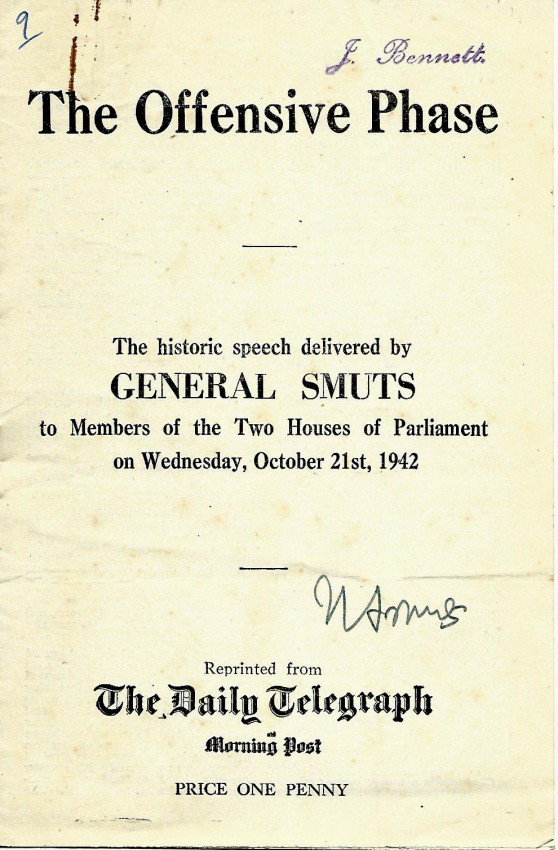 9
J. Bennett.
The Offensive Phase
The historic speech delivered by
GENERAL SMUTS
to Members of the Two Houses of Parliament
on Wednesday, October 21st, 1942
Reprinted from
The Daily Telegraph
and
Morning Post
PRICE ONE PENNY